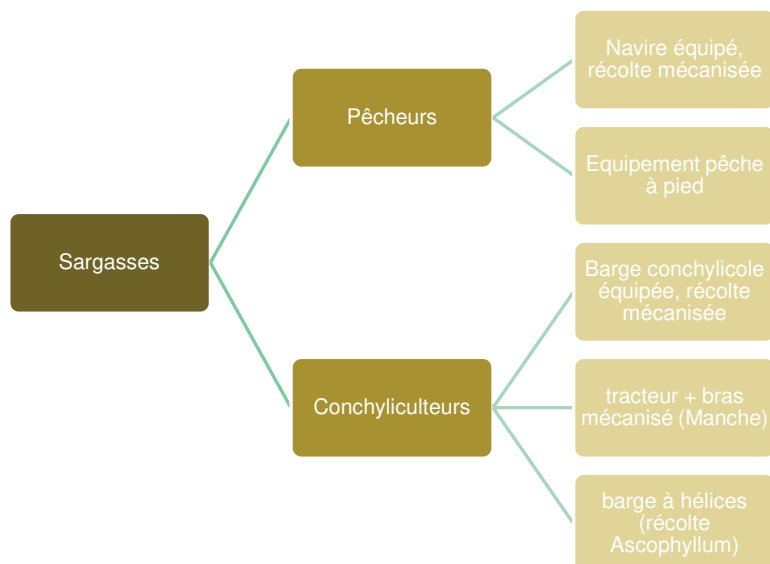 Sargasses
Pêcheurs
Navire équipé,
récolte mécanisée
Equipement pêche
à pied
Conchyliculteurs
Barge conchylicole
équipée, récolte
mécanisée
tracteur + bras
mécanisé (Manche)
barge à hélices
(récolte
Ascophyllum)